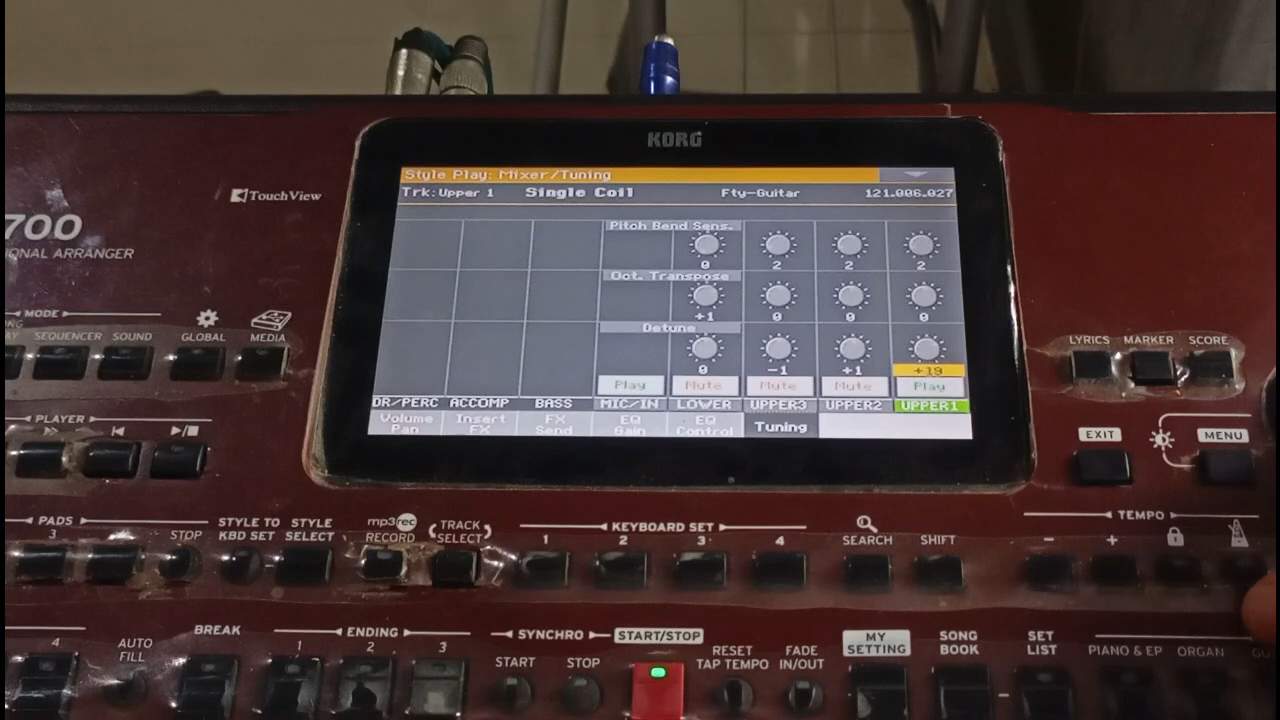 KORG
Style Play: Mixer/Tuning
Trk:Upper 1 Single Coil Fty-Guitar 121.006.027
TouchView
700
IONAL ARRANGER
Pitch Bend Sens.
0 2 2 2
Oct. Transpose
+1 0 0 0
Detune
0 -1 +1 +19
Play Mute Mute Mute Play
DR/PERC ACCOMP BASS MIC/IN LOWER UPPER3 UPPER2 UPPER1
Volume Pan Insert FX FX Send EQ Gain EQ Control Tuning
MODE
SEQUENCER SOUND GLOBAL MEDIA
LYRICS MARKER SCORE
PLAYER
EXIT MENU
PADS
3 STOP
STYLE TO KBD SET
STYLE SELECT
mp3rec
RECORD
TRACK SELECT
KEYBOARD SET
1 2 3 4
SEARCH SHIFT
TEMPO
- +
4
AUTO FILL
BREAK
ENDING
1 2 3
SYNCHRO
START STOP
START/STOP
RESET
TAP TEMPO
FADE IN/OUT
MY SETTING
SONG BOOK
SET LIST
PIANO & EP ORGAN